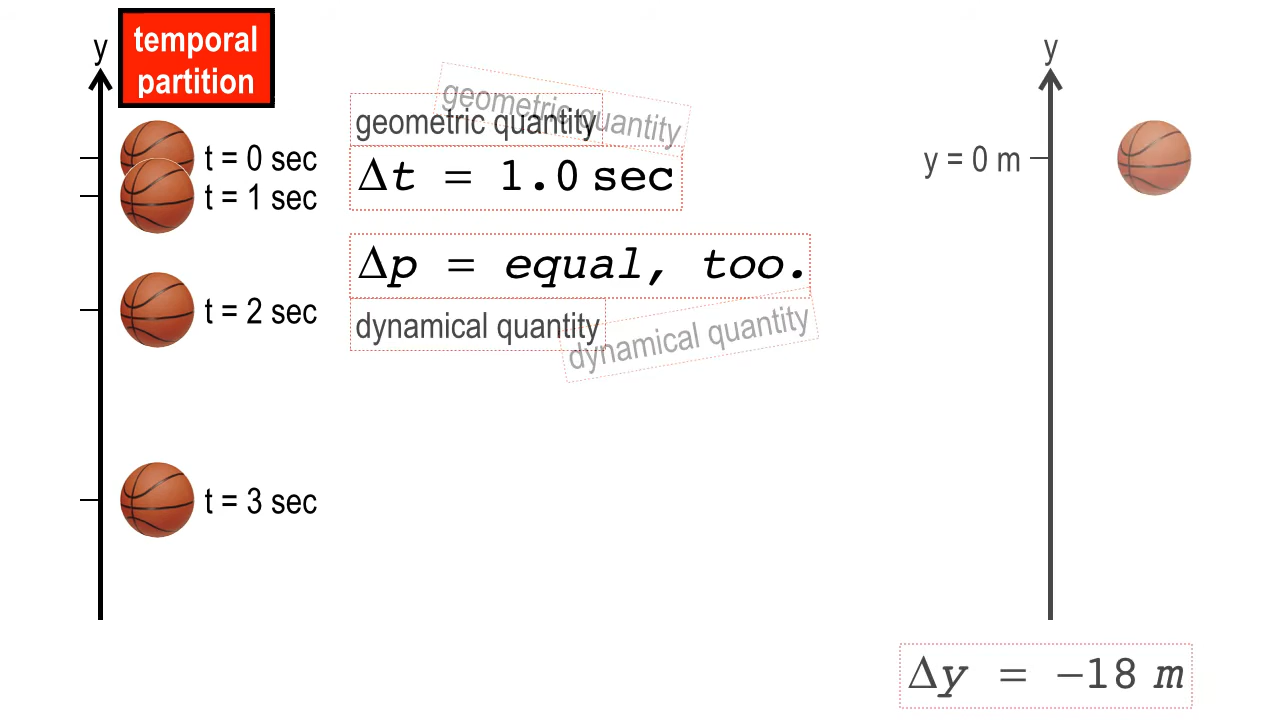 temporal
partition
y
t = 0 sec
t = 1 sec
t = 2 sec
t = 3 sec
geometric quantity
geometric quantity
Δt = 1.0 sec
Δp = equal, too.
dynamical quantity
dynamical quantity
y
y = 0 m
Δy = −18 m